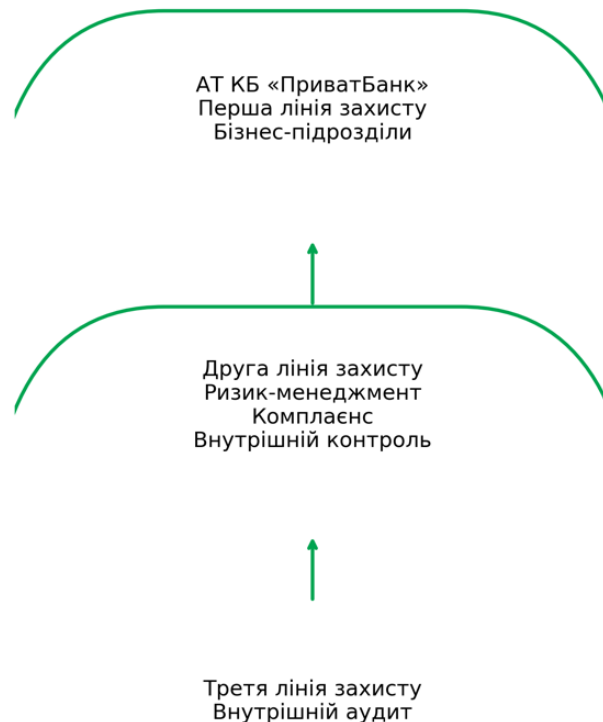 АТ КБ «ПриватБанк»
Перша лінія захисту
Бізнес-підрозділи
Друга лінія захисту
Ризик-менеджмент
Комплаєнс
Внутрішній контроль
Третя лінія захисту
Внутрішній аудит